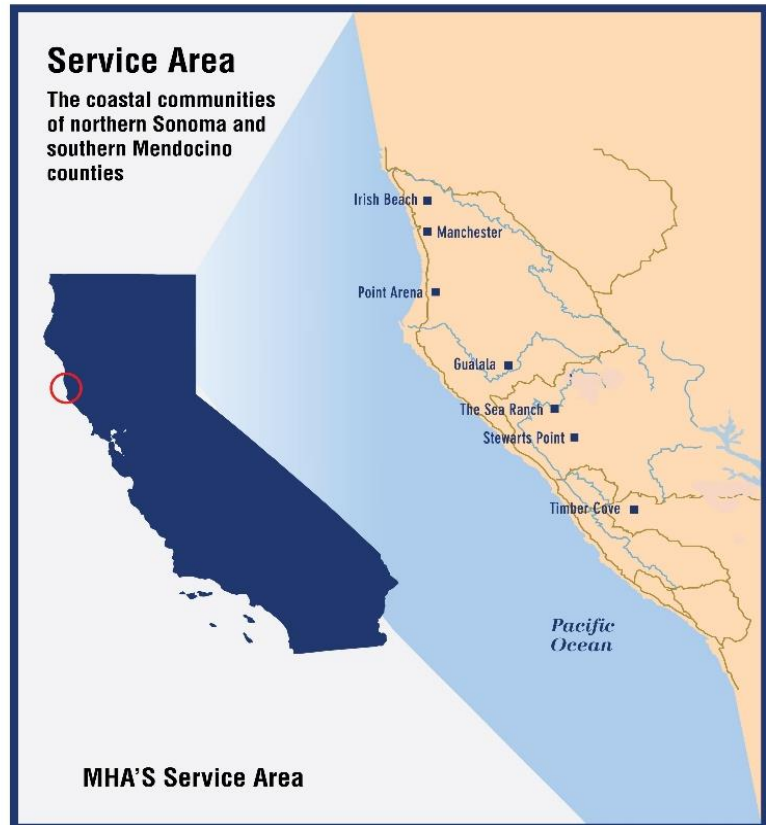 Service Area
The coastal communities
of northern Sonoma and
southern Mendocino
counties
Irish Beach
Manchester
Point Arena
Gualala
The Sea Ranch
Stewarts Point
Timber Cove
Pacific
Ocean
MHA'S Service Area